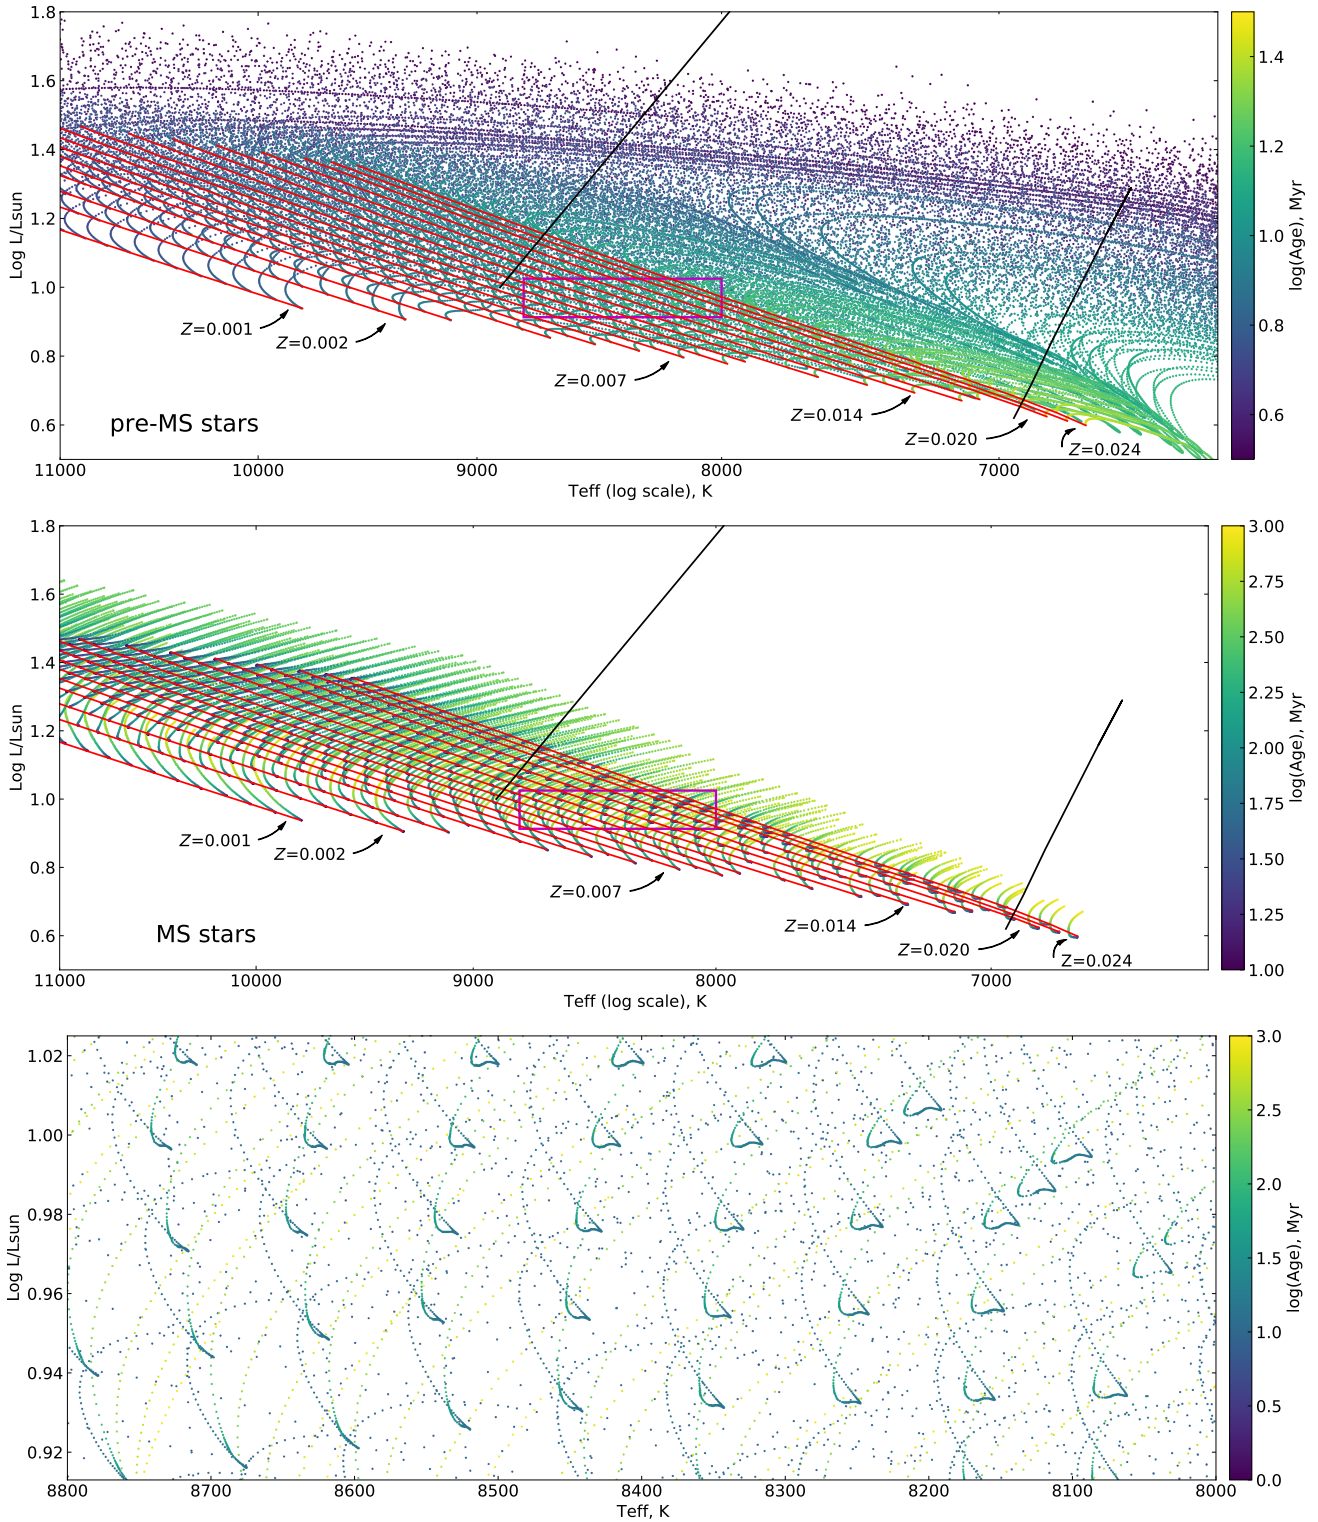 1.8
1.6
1.4
1.2
1.0
0.8
0.6
Log L/Lsun
Z=0.001
Z=0.002
Z=0.007
Z=0.014
Z=0.020
Z=0.024
pre-MS stars
11000 10000 9000 8000 7000
Teff (log scale), K
1.4
1.2
1.0
0.8
0.6
log(Age), Myr
1.8
1.6
1.4
1.2
1.0
0.8
0.6
Log L/Lsun
Z=0.001
Z=0.002
Z=0.007
Z=0.014
Z=0.020
Z=0.024
MS stars
11000 10000 9000 8000 7000
Teff (log scale), K
3.00
2.75
2.50
2.25
2.00
1.75
1.50
1.25
1.00
log(Age), Myr
1.02
1.00
0.98
0.96
0.94
0.92
Log L/Lsun
8800 8700 8600 8500 8400 8300 8200 8100 8000
Teff, K
3.0
2.5
2.0
1.5
1.0
0.5
0.0
log(Age), Myr